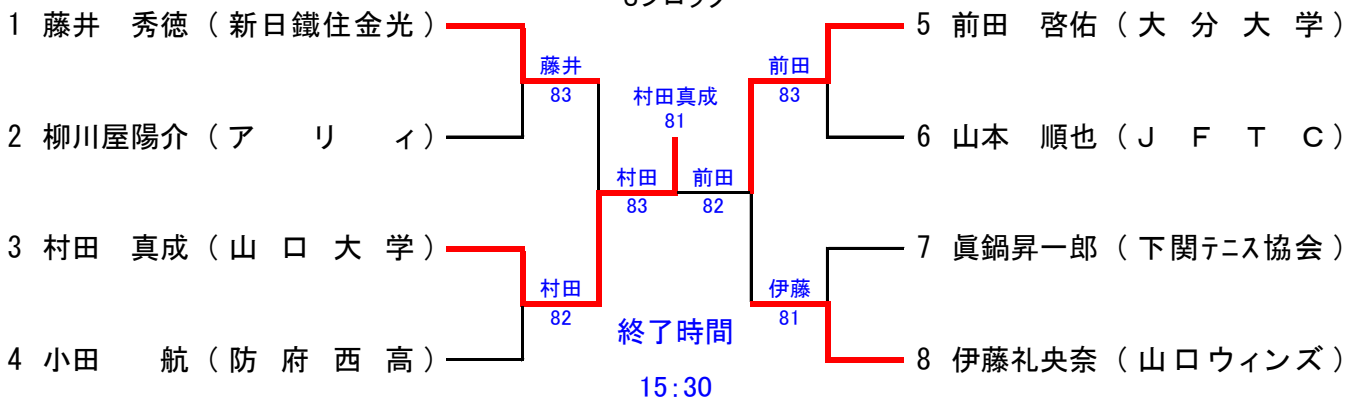 1 藤井 秀徳 ( 新日鐵住金光 )
5 前田 啓佑 ( 大 分 大 学 )
藤井
83
前田
83
村田真成
81
2 柳川屋陽介 ( ア リ ィ )
6 山本 順也 ( J F T C )
村田
83
前田
82
3 村田 真成 ( 山 口 大 学 )
7 眞鍋昇一郎 ( 下関テニス協会 )
村田
82
伊藤
81
終了時間
4 小田 航 ( 防 府 西 高 )
8 伊藤礼央奈 ( 山口ウィンズ )
15:30